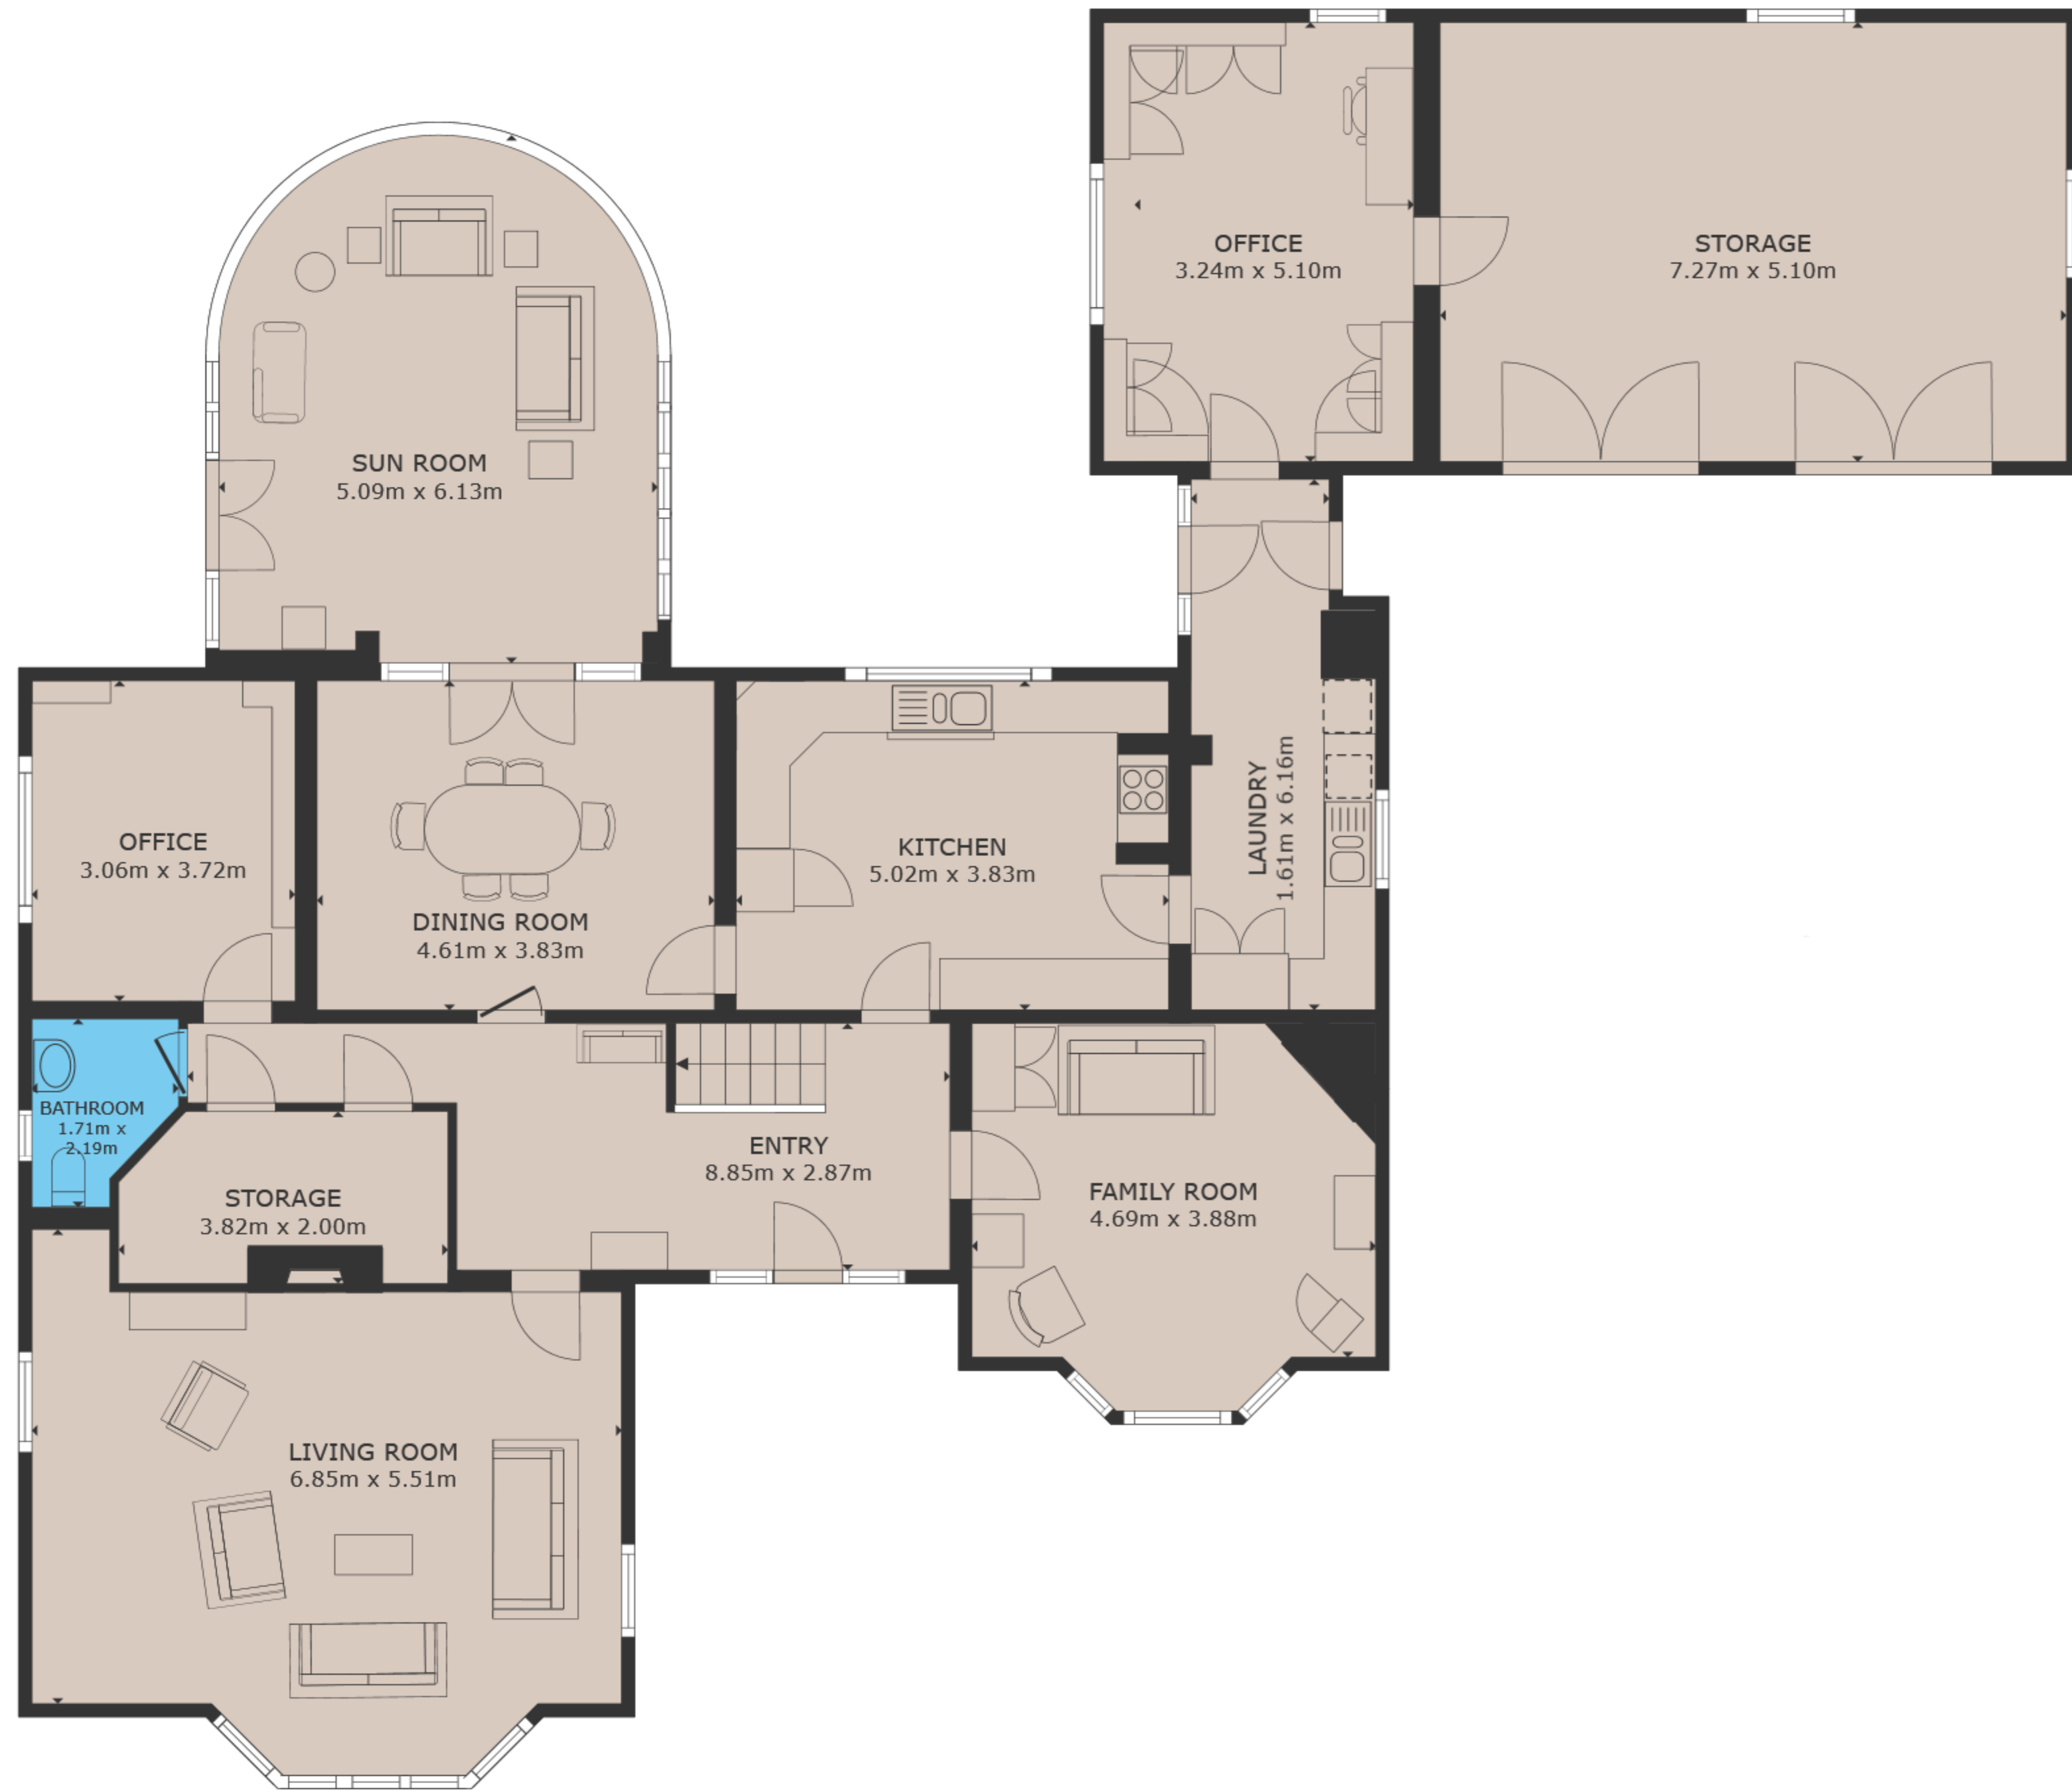 OFFICE
3.24m x 5.10m
STORAGE
7.27m x 5.10m
SUN ROOM
5.09m x 6.13m
OFFICE
3.06m x 3.72m
DINING ROOM
4.61m x 3.83m
KITCHEN
5.02m x 3.83m
LAUNDRY
1.61m x 6.16m
BATHROOM
1.71m x
2.19m
STORAGE
3.82m x 2.00m
ENTRY
8.85m x 2.87m
FAMILY ROOM
4.69m x 3.88m
LIVING ROOM
6.85m x 5.51m